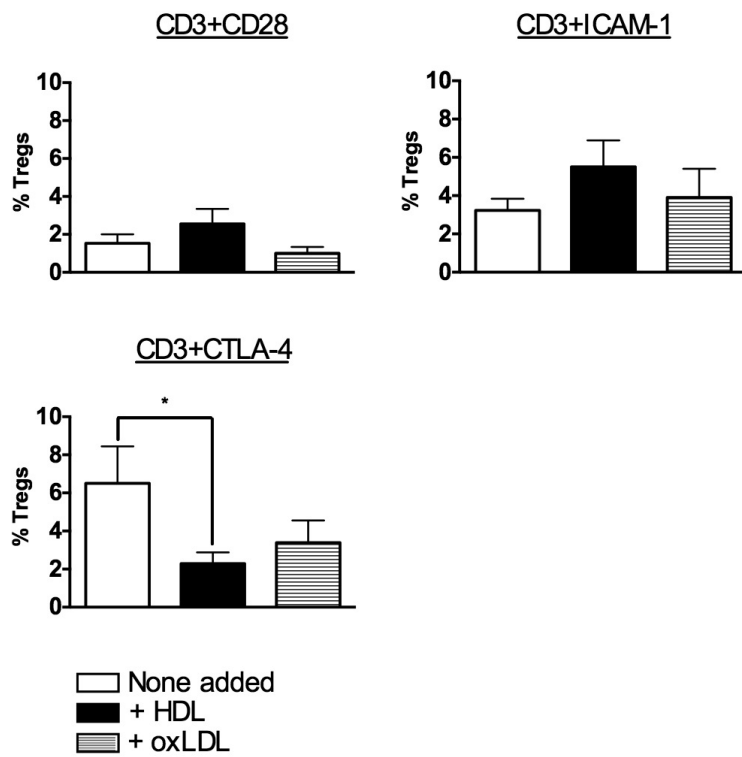 CD3+CD28
% Tregs
10
8
6
4
2
0
CD3+ICAM-1
% Tregs
10
8
6
4
2
0
CD3+CTLA-4
% Tregs
10
8
6
4
2
0
*
None added
+ HDL
+ oxLDL